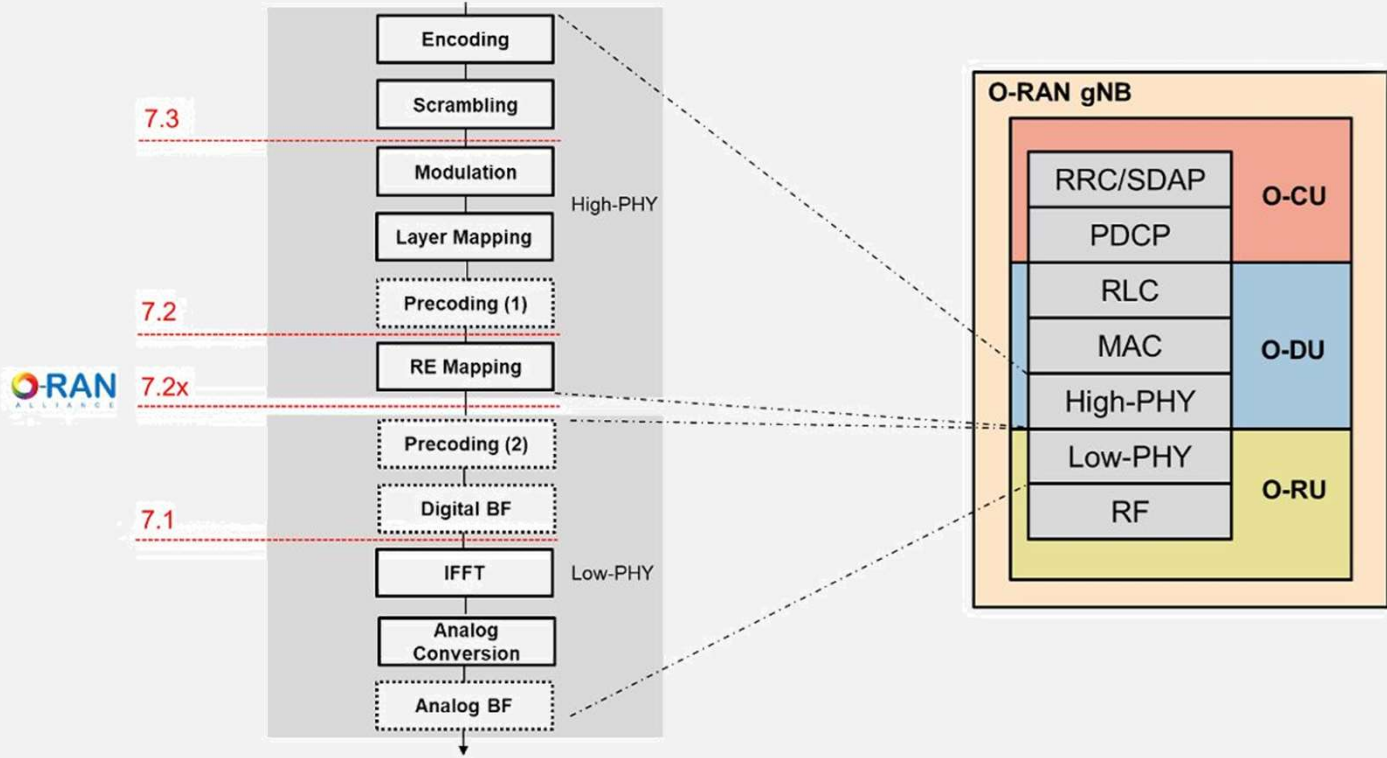 Encoding
Scrambling
7.3
Modulation
High-PHY
Layer Mapping
Precoding (1)
7.2
RE Mapping
O-RAN
ALLIANCE
7.2x
Precoding (2)
Digital BF
7.1
IFFT
Low-PHY
Analog
Conversion
Analog BF
O-RAN gNB
RRC/SDAP
O-CU
PDCP
RLC
MAC
O-DU
High-PHY
Low-PHY
O-RU
RF